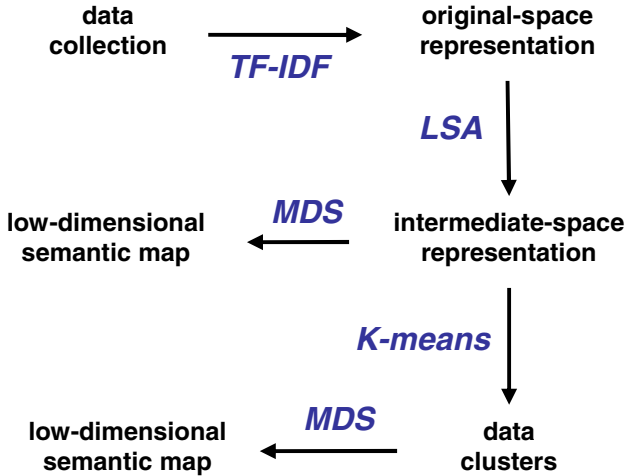 data
collection
TF-IDF
original-space
representation
LSA
low-dimensional
semantic map
MDS
intermediate-space
representation
K-means
low-dimensional
semantic map
MDS
data
clusters